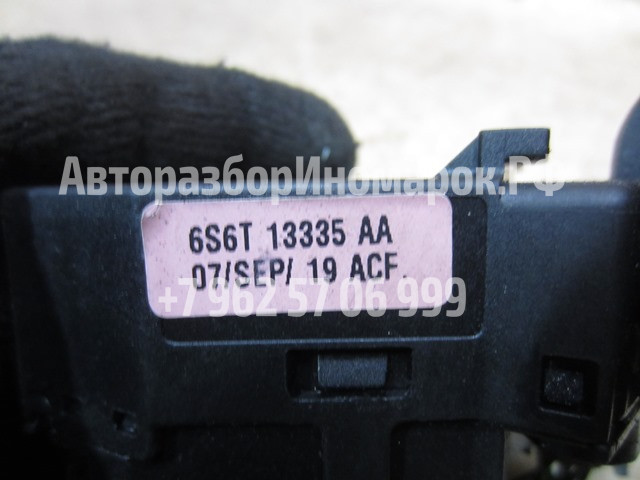 АвторазборИномарок.РФ
6S6T 13335 AA
07/SEP/ 19 ACF.
+7 962 57 06 999